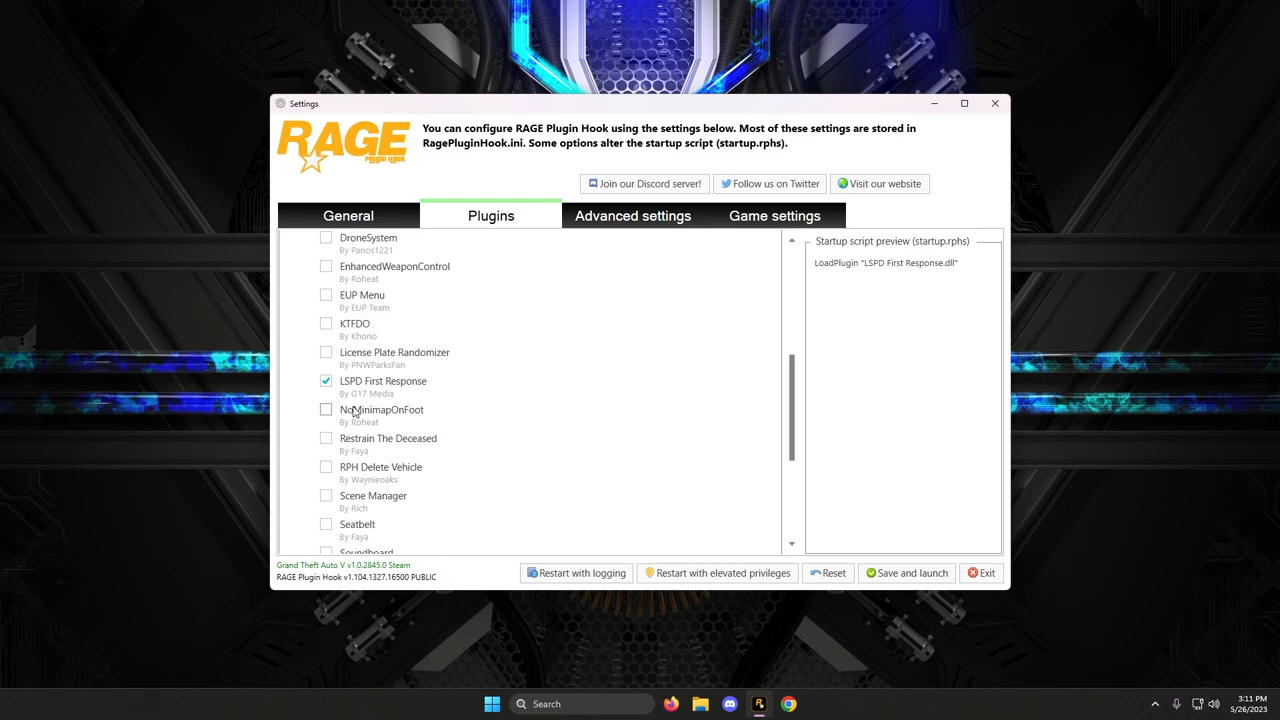 Settings
RAGE
PLUGIN HOOK
You can configure RAGE Plugin Hook using the settings below. Most of these settings are stored in
RagePluginHook.ini. Some options alter the startup script (startup.rphs).
Join our Discord server!
Follow us on Twitter
Visit our website
General
Plugins
Advanced settings
Game settings
DroneSystem
By Panos1221
EnhancedWeaponControl
By Roheat
EUP Menu
By EUP Team
KTFDO
By Khorio
License Plate Randomizer
By PNWParksFan
LSPD First Response
By G17 Media
NoMinimapOnFoot
By Roheat
Restrain The Deceased
By Faya
RPH Delete Vehicle
By Waynieoaks
Scene Manager
By Rich
Seatbelt
By Faya
Soundboard
Startup script preview (startup.rphs)
LoadPlugin "LSPD First Response.dll"
Grand Theft Auto V v1.0.2845.0 Steam
RAGE Plugin Hook v1.104.1327.16500 PUBLIC
Restart with logging
Restart with elevated privileges
Reset
Save and launch
Exit
Search
3:11 PM
5/26/2023